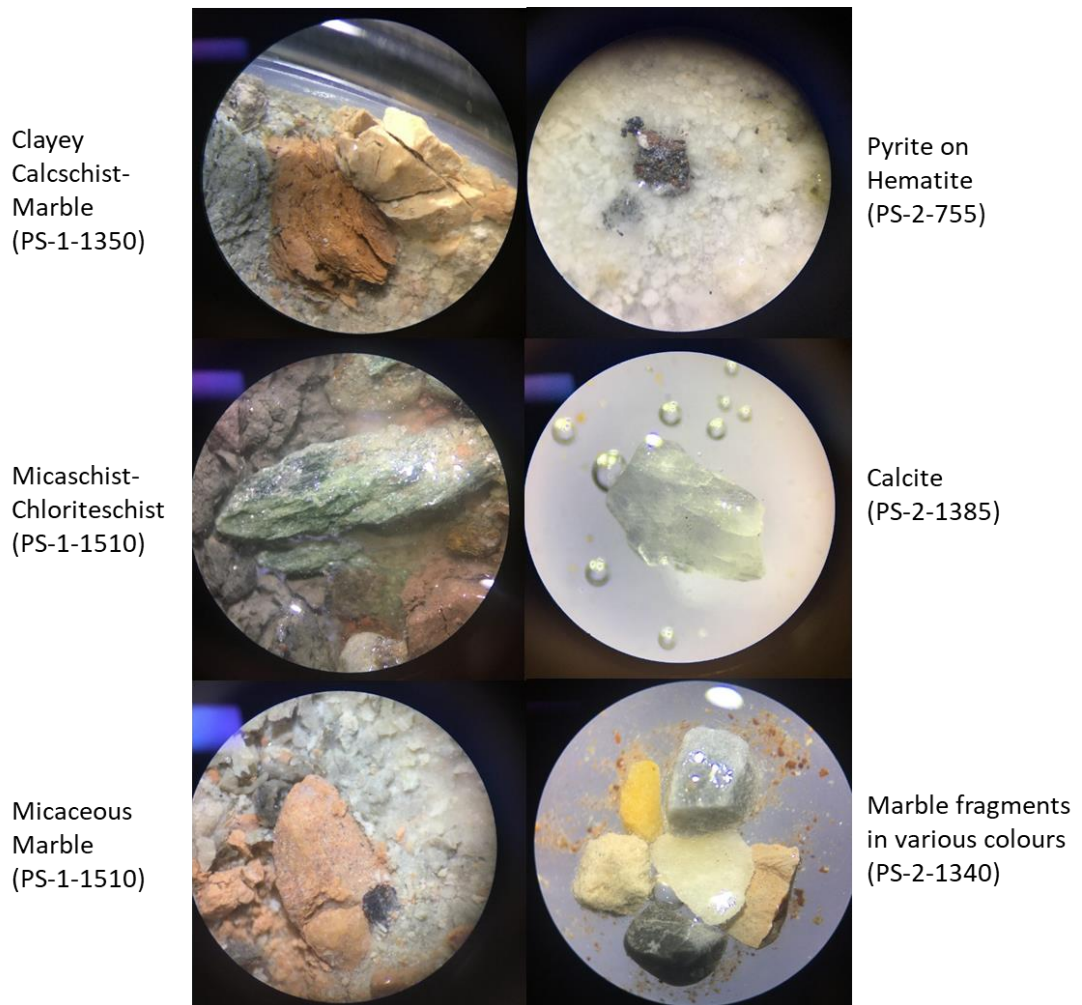 Clayey
Calcschist-
Marble
(PS-1-1350)
Pyrite on
Hematite
(PS-2-755)
Micaschist-
Chloriteschist
(PS-1-1510)
Calcite
(PS-2-1385)
Micaceous
Marble
(PS-1-1510)
Marble fragments
in various colours
(PS-2-1340)